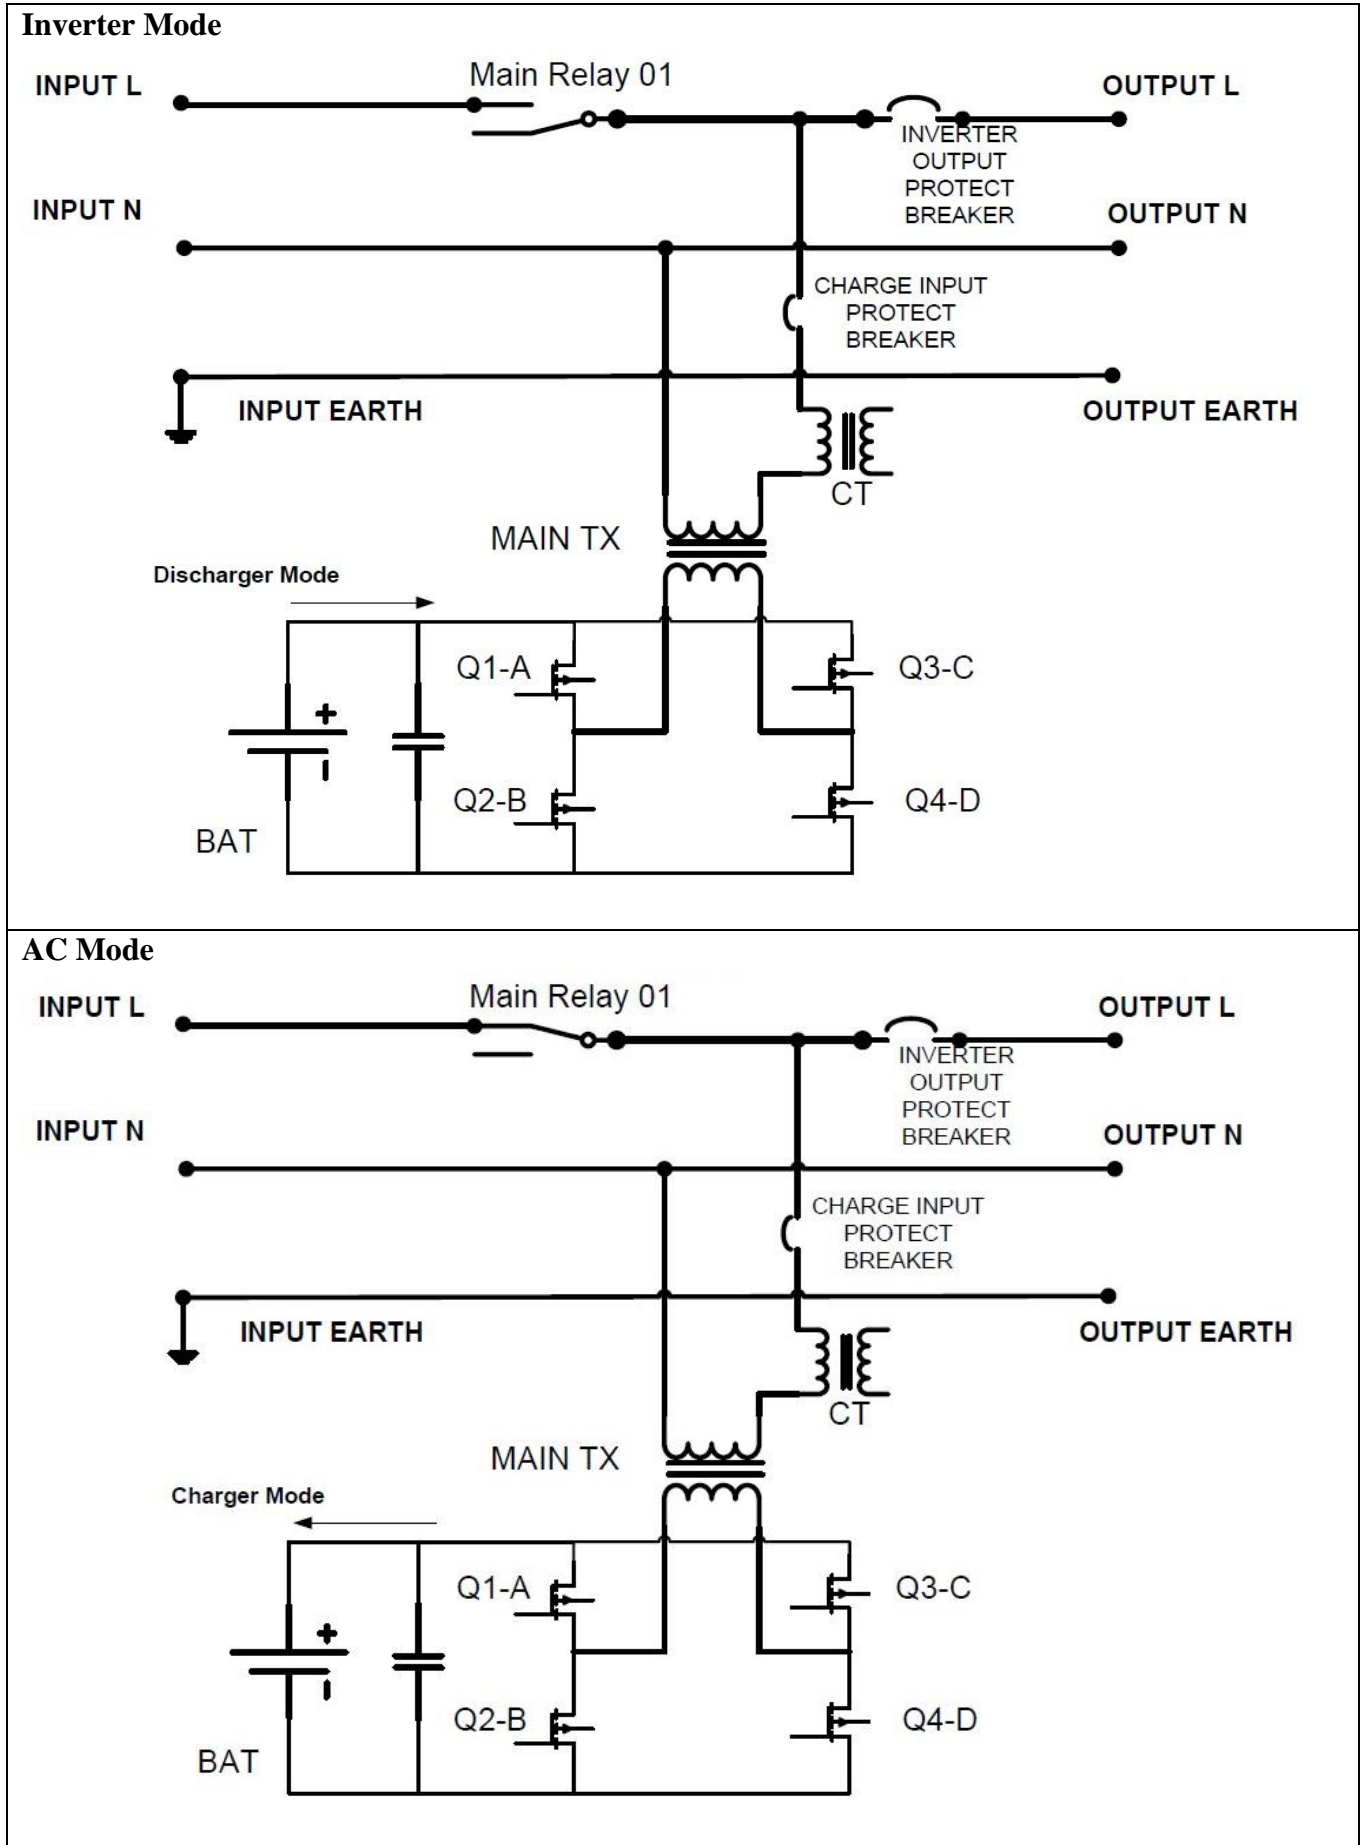 Inverter Mode
Main Relay 01
INPUT L
OUTPUT L
INVERTER
OUTPUT
PROTECT
BREAKER
INPUT N
OUTPUT N
CHARGE INPUT
PROTECT
BREAKER
INPUT EARTH
OUTPUT EARTH
CT
MAIN TX
Discharger Mode
Q1-A
Q3-C
+
-
Q2-B
Q4-D
BAT
AC Mode
Main Relay 01
INPUT L
OUTPUT L
INVERTER
OUTPUT
PROTECT
BREAKER
INPUT N
OUTPUT N
CHARGE INPUT
PROTECT
BREAKER
INPUT EARTH
OUTPUT EARTH
CT
MAIN TX
Charger Mode
Q1-A
Q3-C
+
-
Q2-B
Q4-D
BAT